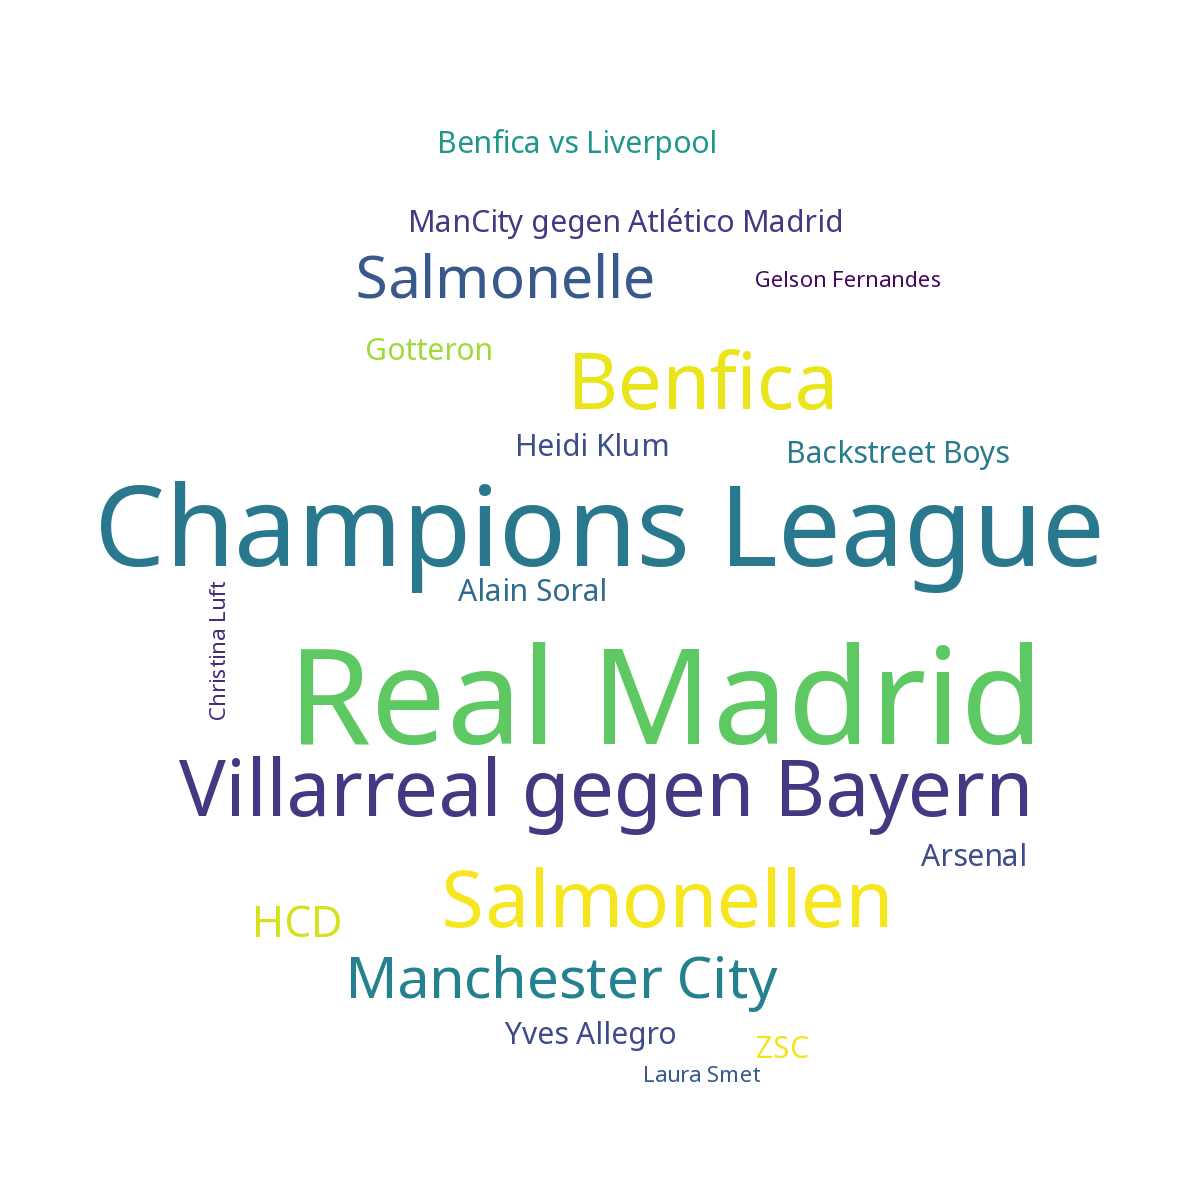 Benfica vs Liverpool
ManCity gegen Atlético Madrid
Salmonelle
Gelson Fernandes
Gotteron
Benfica
Heidi Klum
Backstreet Boys
Champions League
Alain Soral
Christina Luft
Real Madrid
Villarreal gegen Bayern
Arsenal
Salmonellen
HCD
Manchester City
Yves Allegro
ZSC
Laura Smet